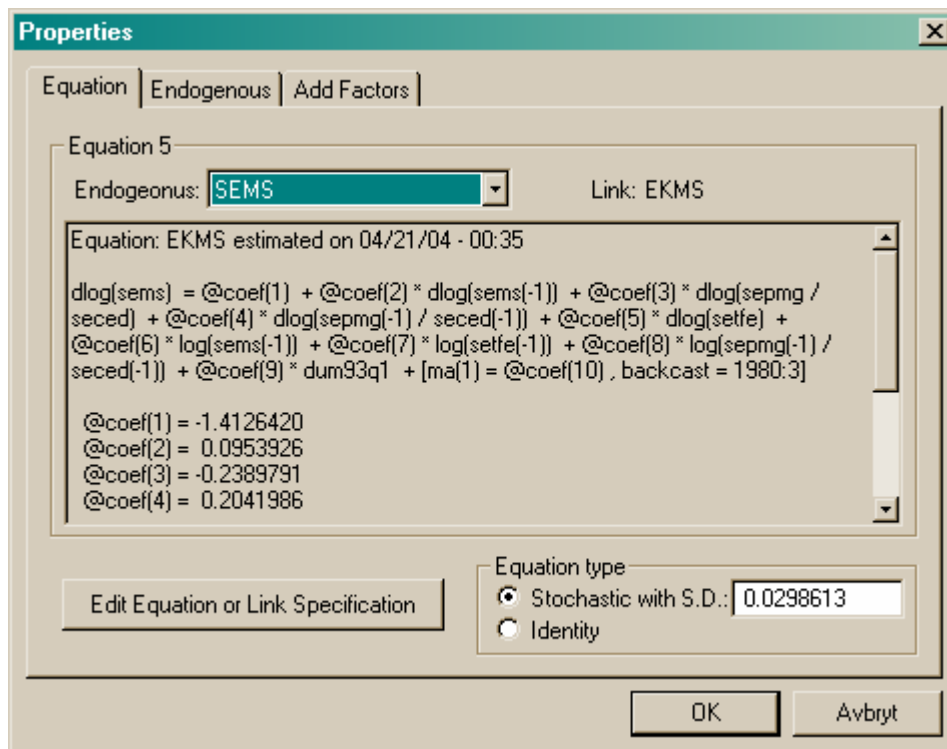 Properties
Equation Endogenous Add Factors
Equation 5
Endogeonus: SEMS Link: EKMS
Equation: EKMS estimated on 04/21/04 - 00:35
dlog(sems) = @coef(1) + @coef(2) * dlog(sems(-1)) + @coef(3) * dlog(sepmg /
seced) + @coef(4) * dlog(sepmg(-1) / seced(-1)) + @coef(5) * dlog(setfe) +
@coef(6) * log(sems(-1)) + @coef(7) * log(setfe(-1)) + @coef(8) * log(sepmg(-1) /
seced(-1)) + @coef(9) * dum93q1 + [ma(1) = @coef(10) , backcast = 1980:3]
@coef(1) = -1.4126420
@coef(2) = 0.0953926
@coef(3) = -0.2389791
@coef(4) = 0.2041986
Edit Equation or Link Specification
Equation type
Stochastic with S.D.: 0.0298613
Identity
OK Avbryt